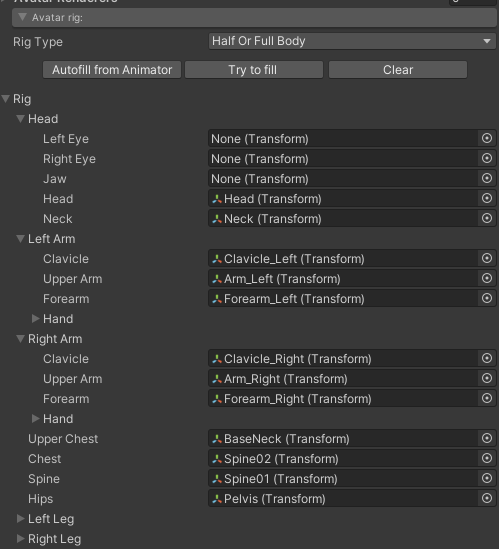 Avatar Renderers
Avatar rig:
Rig Type Half Or Full Body
Autofill from Animator Try to fill Clear
Rig
Head
Left Eye None (Transform)
Right Eye None (Transform)
Jaw None (Transform)
Head Head (Transform)
Neck Neck (Transform)
Left Arm
Clavicle Clavicle_Left (Transform)
Upper Arm Arm_Left (Transform)
Forearm Forearm_Left (Transform)
Hand
Right Arm
Clavicle Clavicle_Right (Transform)
Upper Arm Arm_Right (Transform)
Forearm Forearm_Right (Transform)
Hand
Upper Chest BaseNeck (Transform)
Chest Spine02 (Transform)
Spine Spine01 (Transform)
Hips Pelvis (Transform)
Left Leg
Right Leg